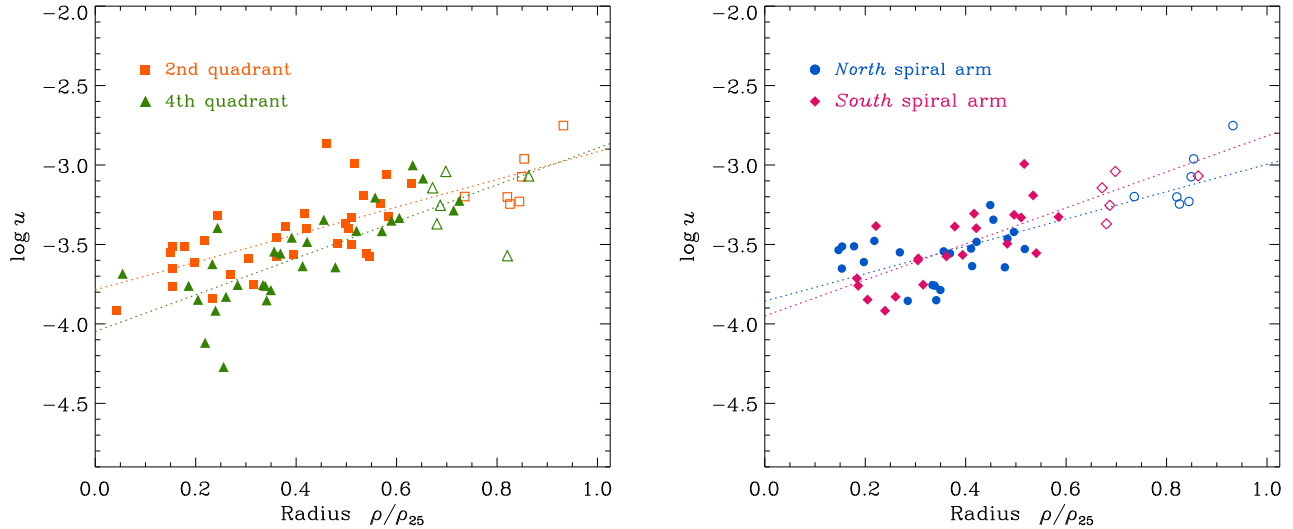 −2.0
2nd quadrant
4th quadrant
−2.5
−3.0
−3.5
−4.0
−4.5
log u
0.0 0.2 0.4 0.6 0.8 1.0
Radius ρ/ρ25
−2.0
North spiral arm
South spiral arm
−2.5
−3.0
−3.5
−4.0
−4.5
log u
0.0 0.2 0.4 0.6 0.8 1.0
Radius ρ/ρ25